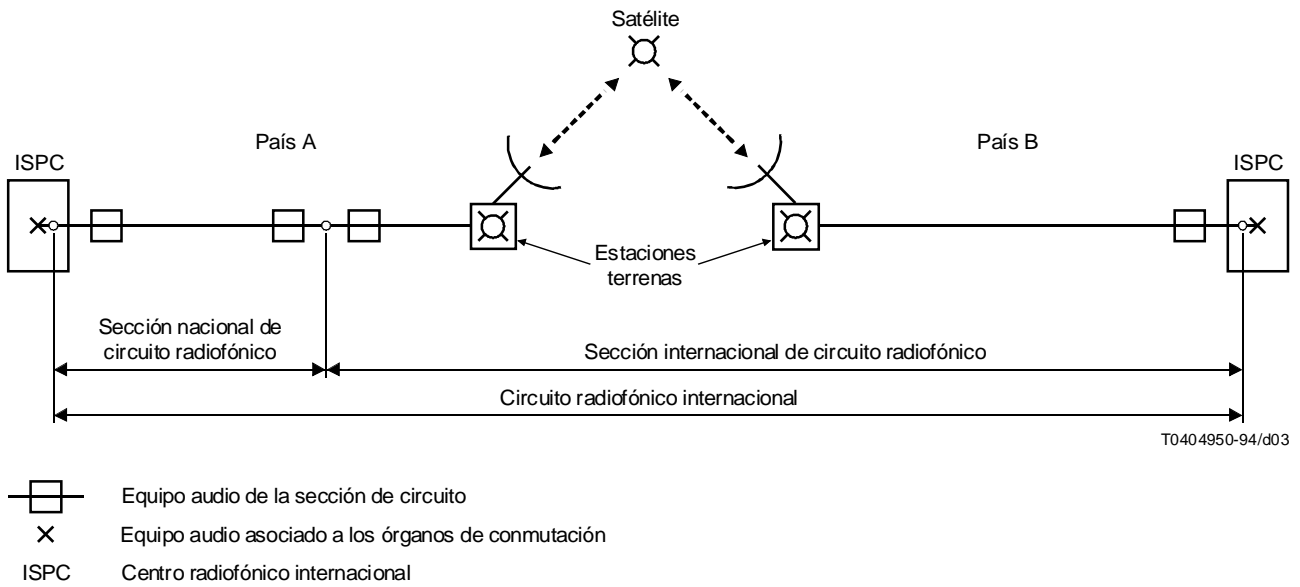 Satélite
País A
País B
ISPC
ISPC
Estaciones
terrenas
Sección nacional de
circuito radiofónico
Sección internacional de circuito radiofónico
Circuito radiofónico internacional
T0404950-94/d03
Equipo audio de la sección de circuito
Equipo audio asociado a los órganos de conmutación
ISPC Centro radiofónico internacional